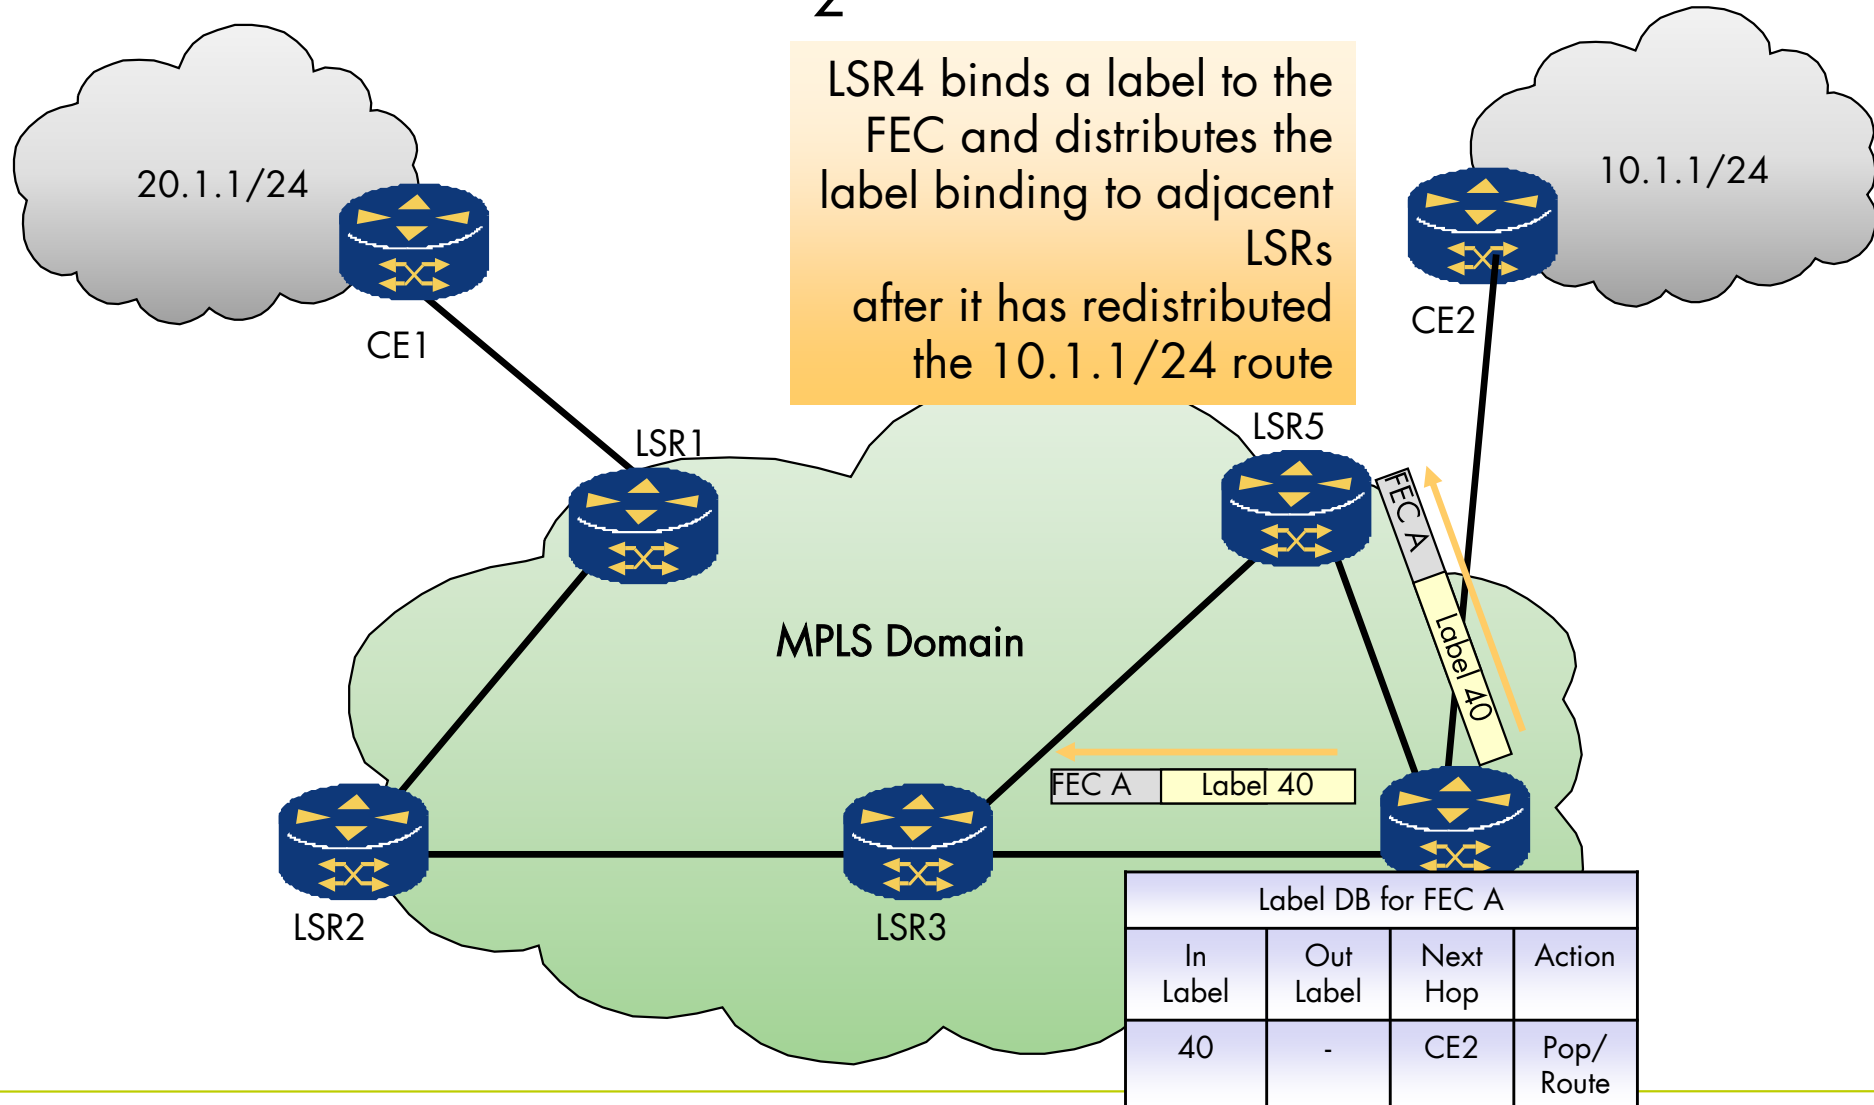 2
LSR4 binds a label to the
FEC and distributes the
label binding to adjacent
LSRs
after it has redistributed
the 10.1.1/24 route
20.1.1/24
10.1.1/24
CE1
CE2
LSR1
LSR5
FEC A
Label 40
MPLS Domain
FEC A
Label 40
LSR2
LSR3
Label DB for FEC A
In
Label
Out
Label
Next
Hop
Action
40
-
CE2
Pop/
Route